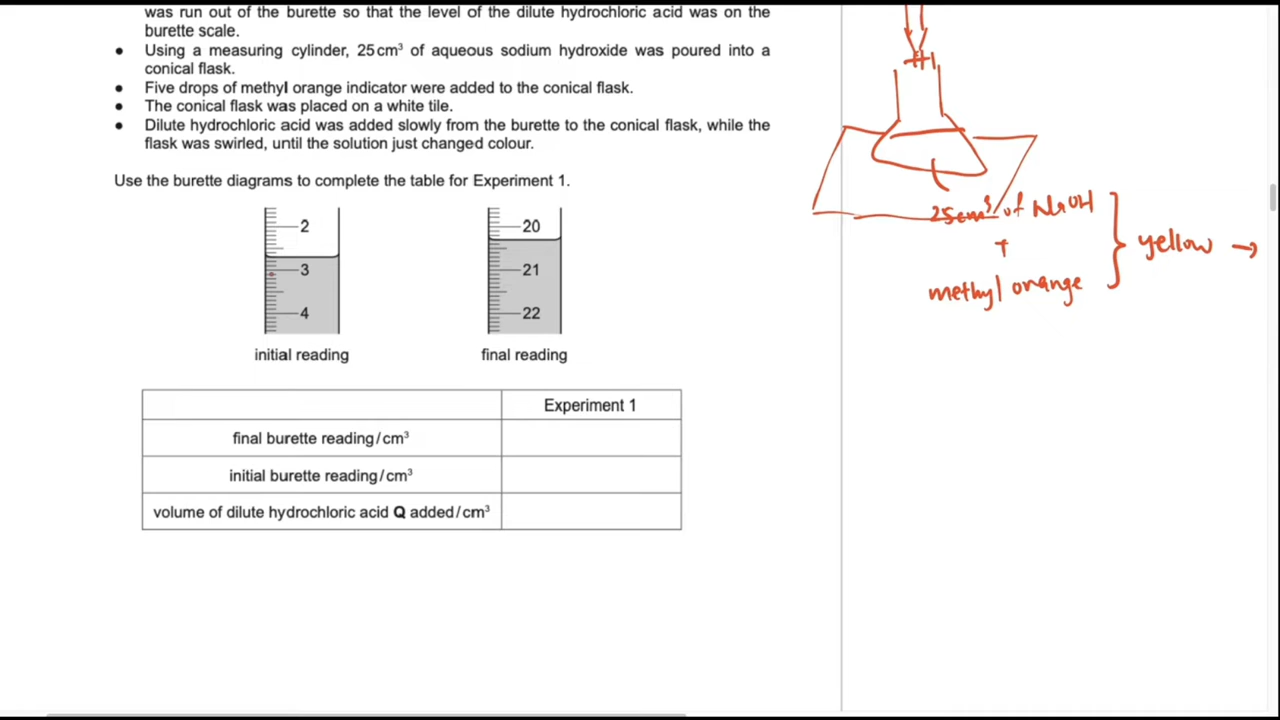 was run out of the burette so that the level of the dilute hydrochloric acid was on the
burette scale.
• Using a measuring cylinder, 25 cm³ of aqueous sodium hydroxide was poured into a
conical flask.
• Five drops of methyl orange indicator were added to the conical flask.
• The conical flask was placed on a white tile.
• Dilute hydrochloric acid was added slowly from the burette to the conical flask, while the
flask was swirled, until the solution just changed colour.
Use the burette diagrams to complete the table for Experiment 1.
2
3
4
initial reading
20
21
22
final reading
Experiment 1
final burette reading/cm³
initial burette reading/cm³
volume of dilute hydrochloric acid Q added/cm³
25cm³ of NaOH
+
methyl orange
} yellow →